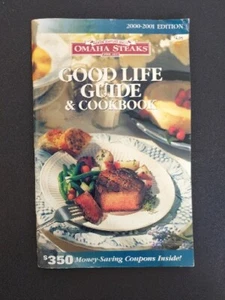 2000-2001 EDITION
OMAHA STEAKS
GOOD LIFE
GUIDE
& COOKBOOK
$350 Money-Saving Coupons Inside!